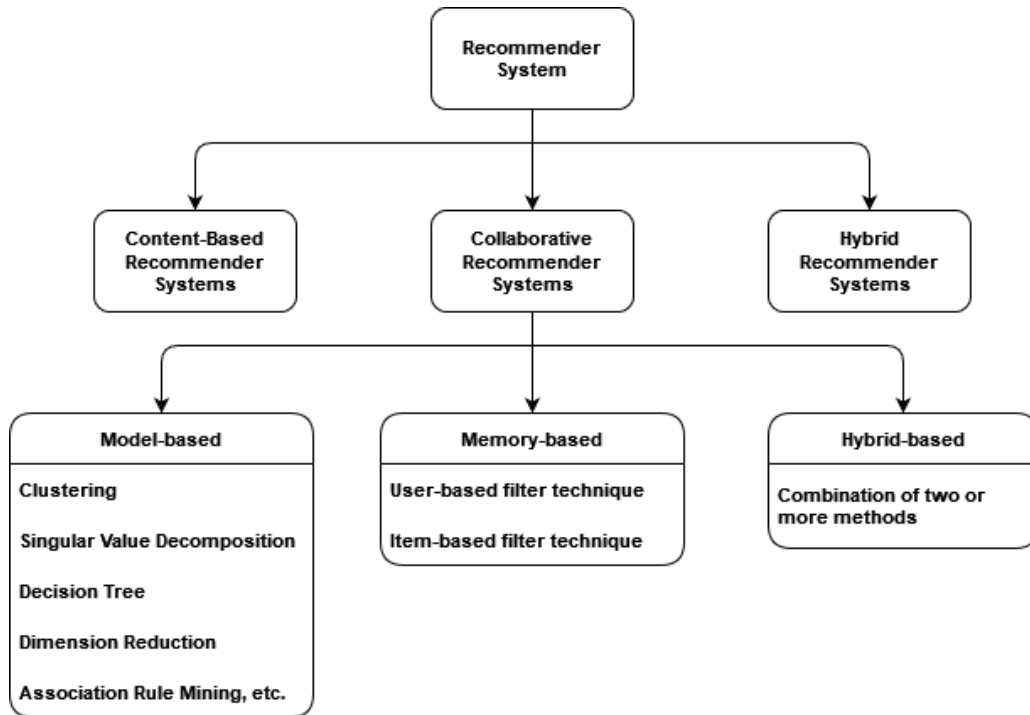 Recommender
System
Content-Based
Recommender
Systems
Collaborative
Recommender
Systems
Hybrid
Recommender
Systems
Model-based
Clustering
Singular Value Decomposition
Decision Tree
Dimension Reduction
Association Rule Mining, etc.
Memory-based
User-based filter technique
Item-based filter technique
Hybrid-based
Combination of two or
more methods